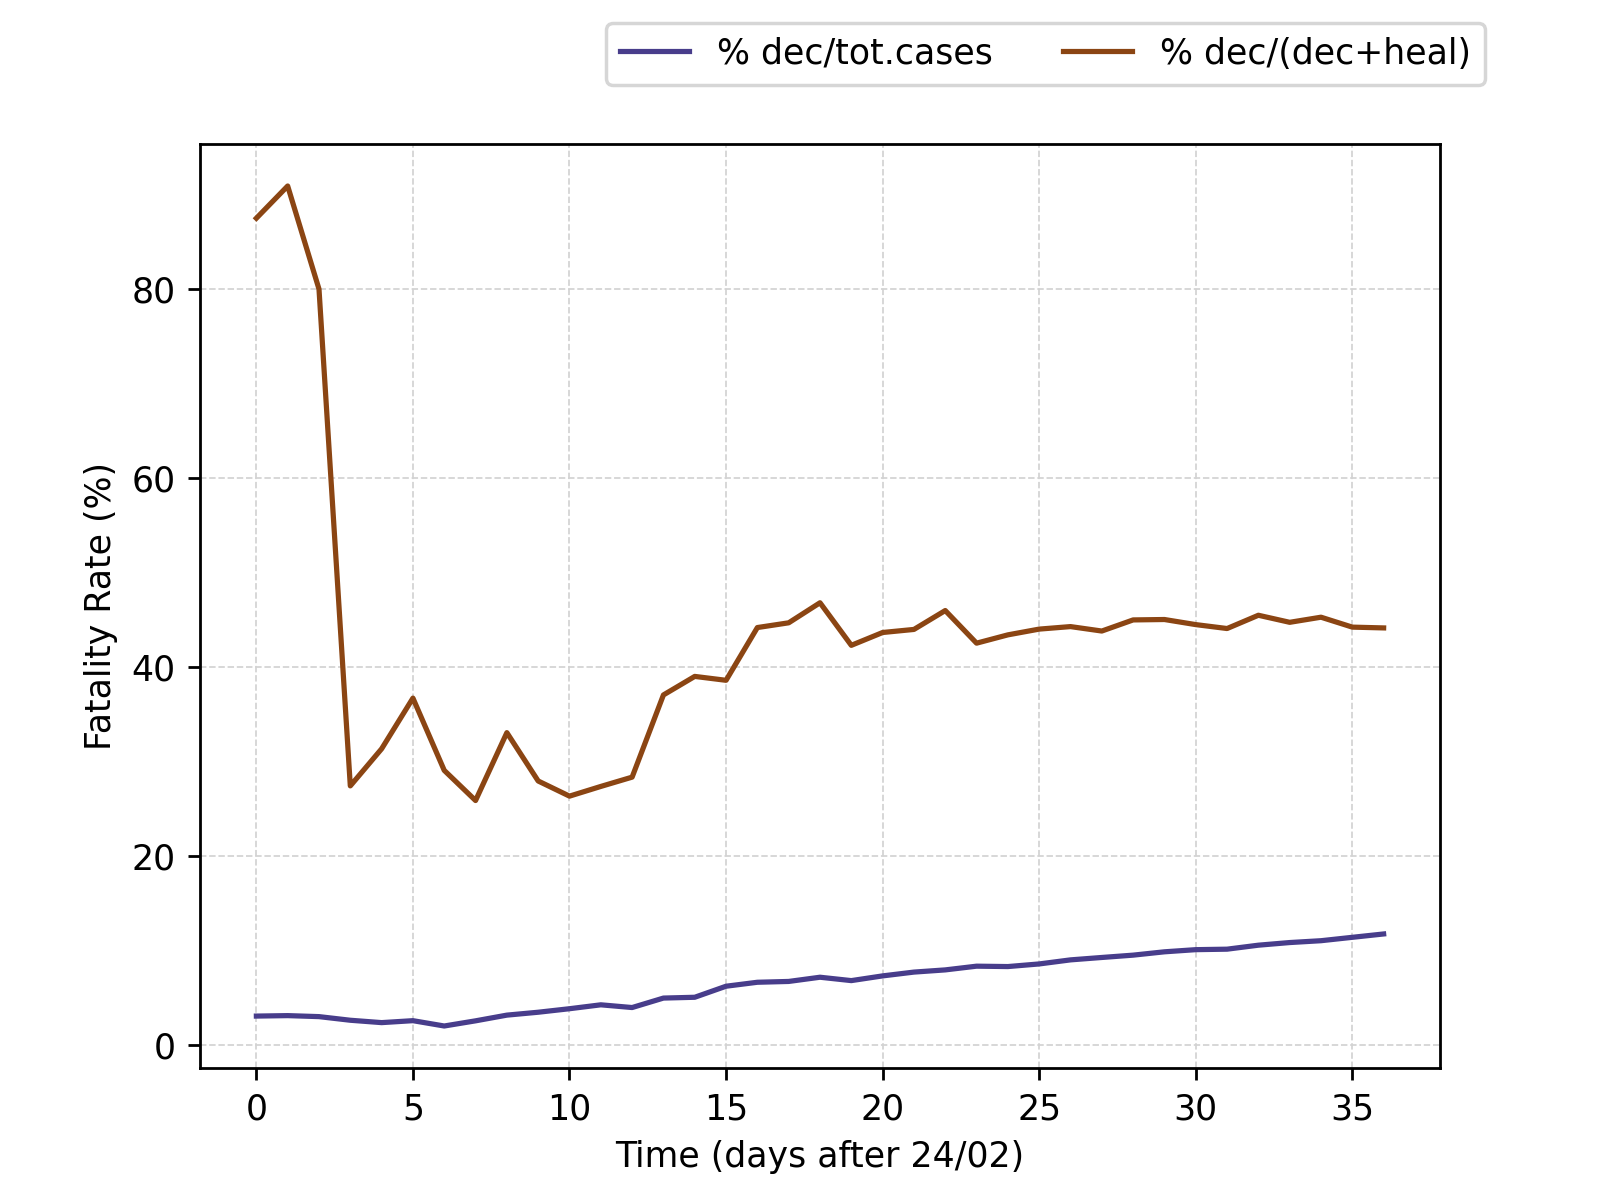 % dec/tot.cases % dec/(dec+heal)
80
60
40
20
0
Fatality Rate (%)
0 5 10 15 20 25 30 35
Time (days after 24/02)